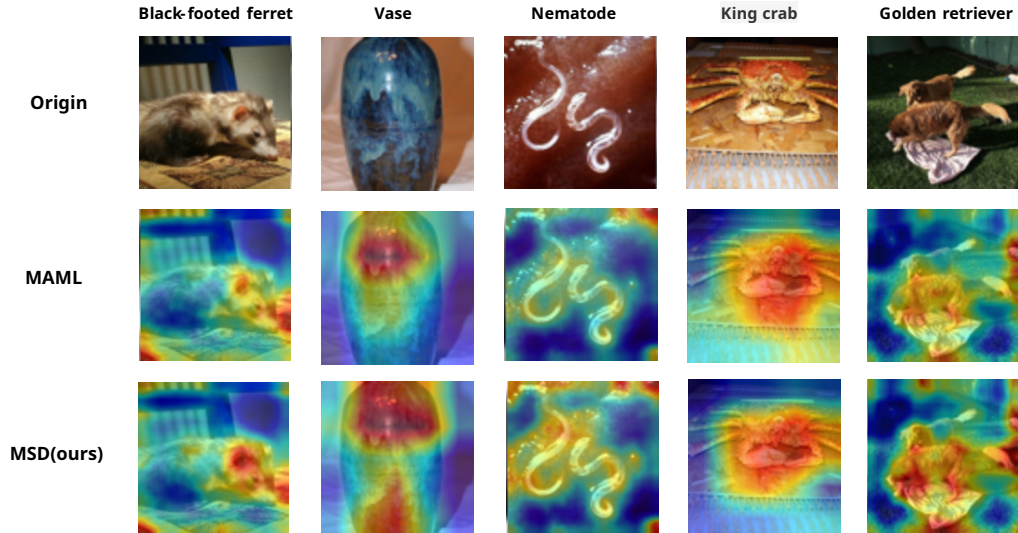 Black-footed ferret
Vase
Nematode
King crab
Golden retriever
Origin
MAML
MSD(ours)